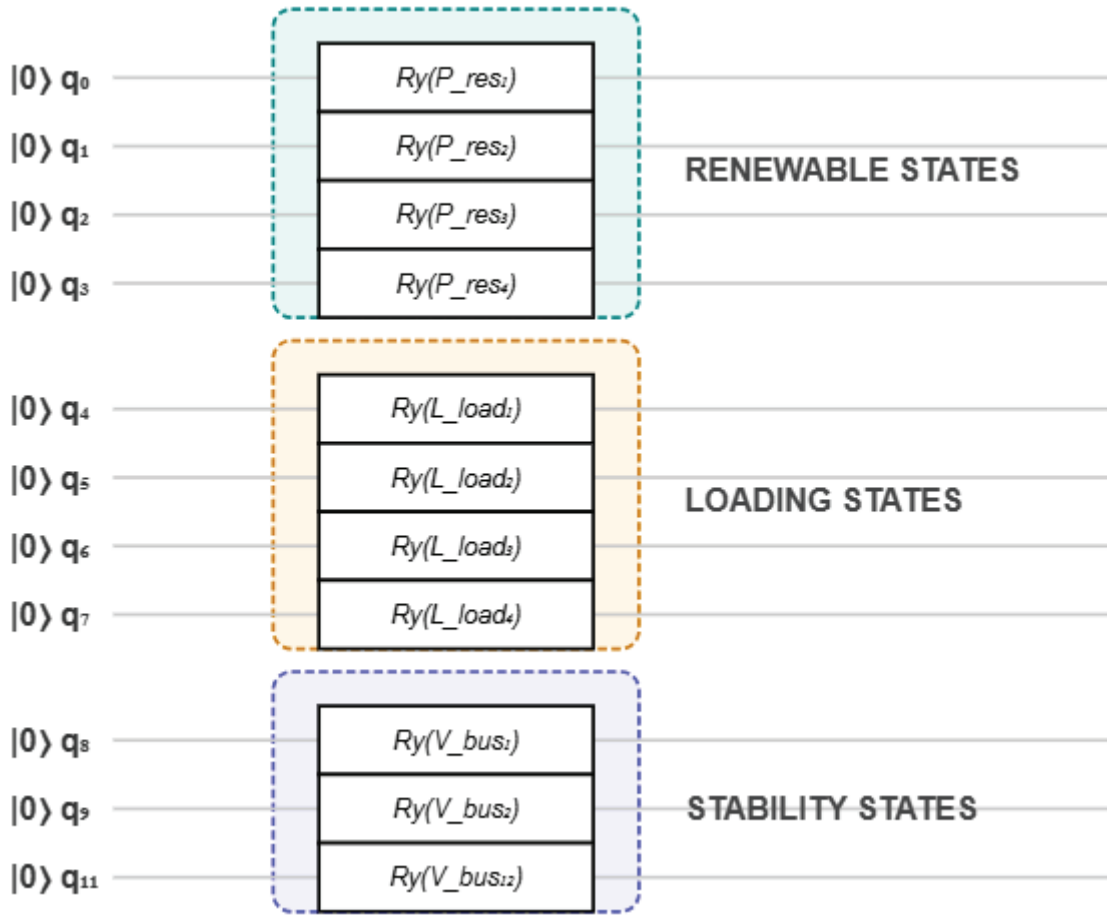 |0⟩ q₀ Ry(P_res₁)
|0⟩ q₁ Ry(P_res₂)
RENEWABLE STATES
|0⟩ q₂ Ry(P_res₃)
|0⟩ q₃ Ry(P_res₄)
|0⟩ q₄ Ry(L_load₁)
|0⟩ q₅ Ry(L_load₂)
LOADING STATES
|0⟩ q₆ Ry(L_load₃)
|0⟩ q₇ Ry(L_load₄)
|0⟩ q₈ Ry(V_bus₁)
|0⟩ q₉ Ry(V_bus₂) STABILITY STATES
|0⟩ q₁₁ Ry(V_bus₁₂)